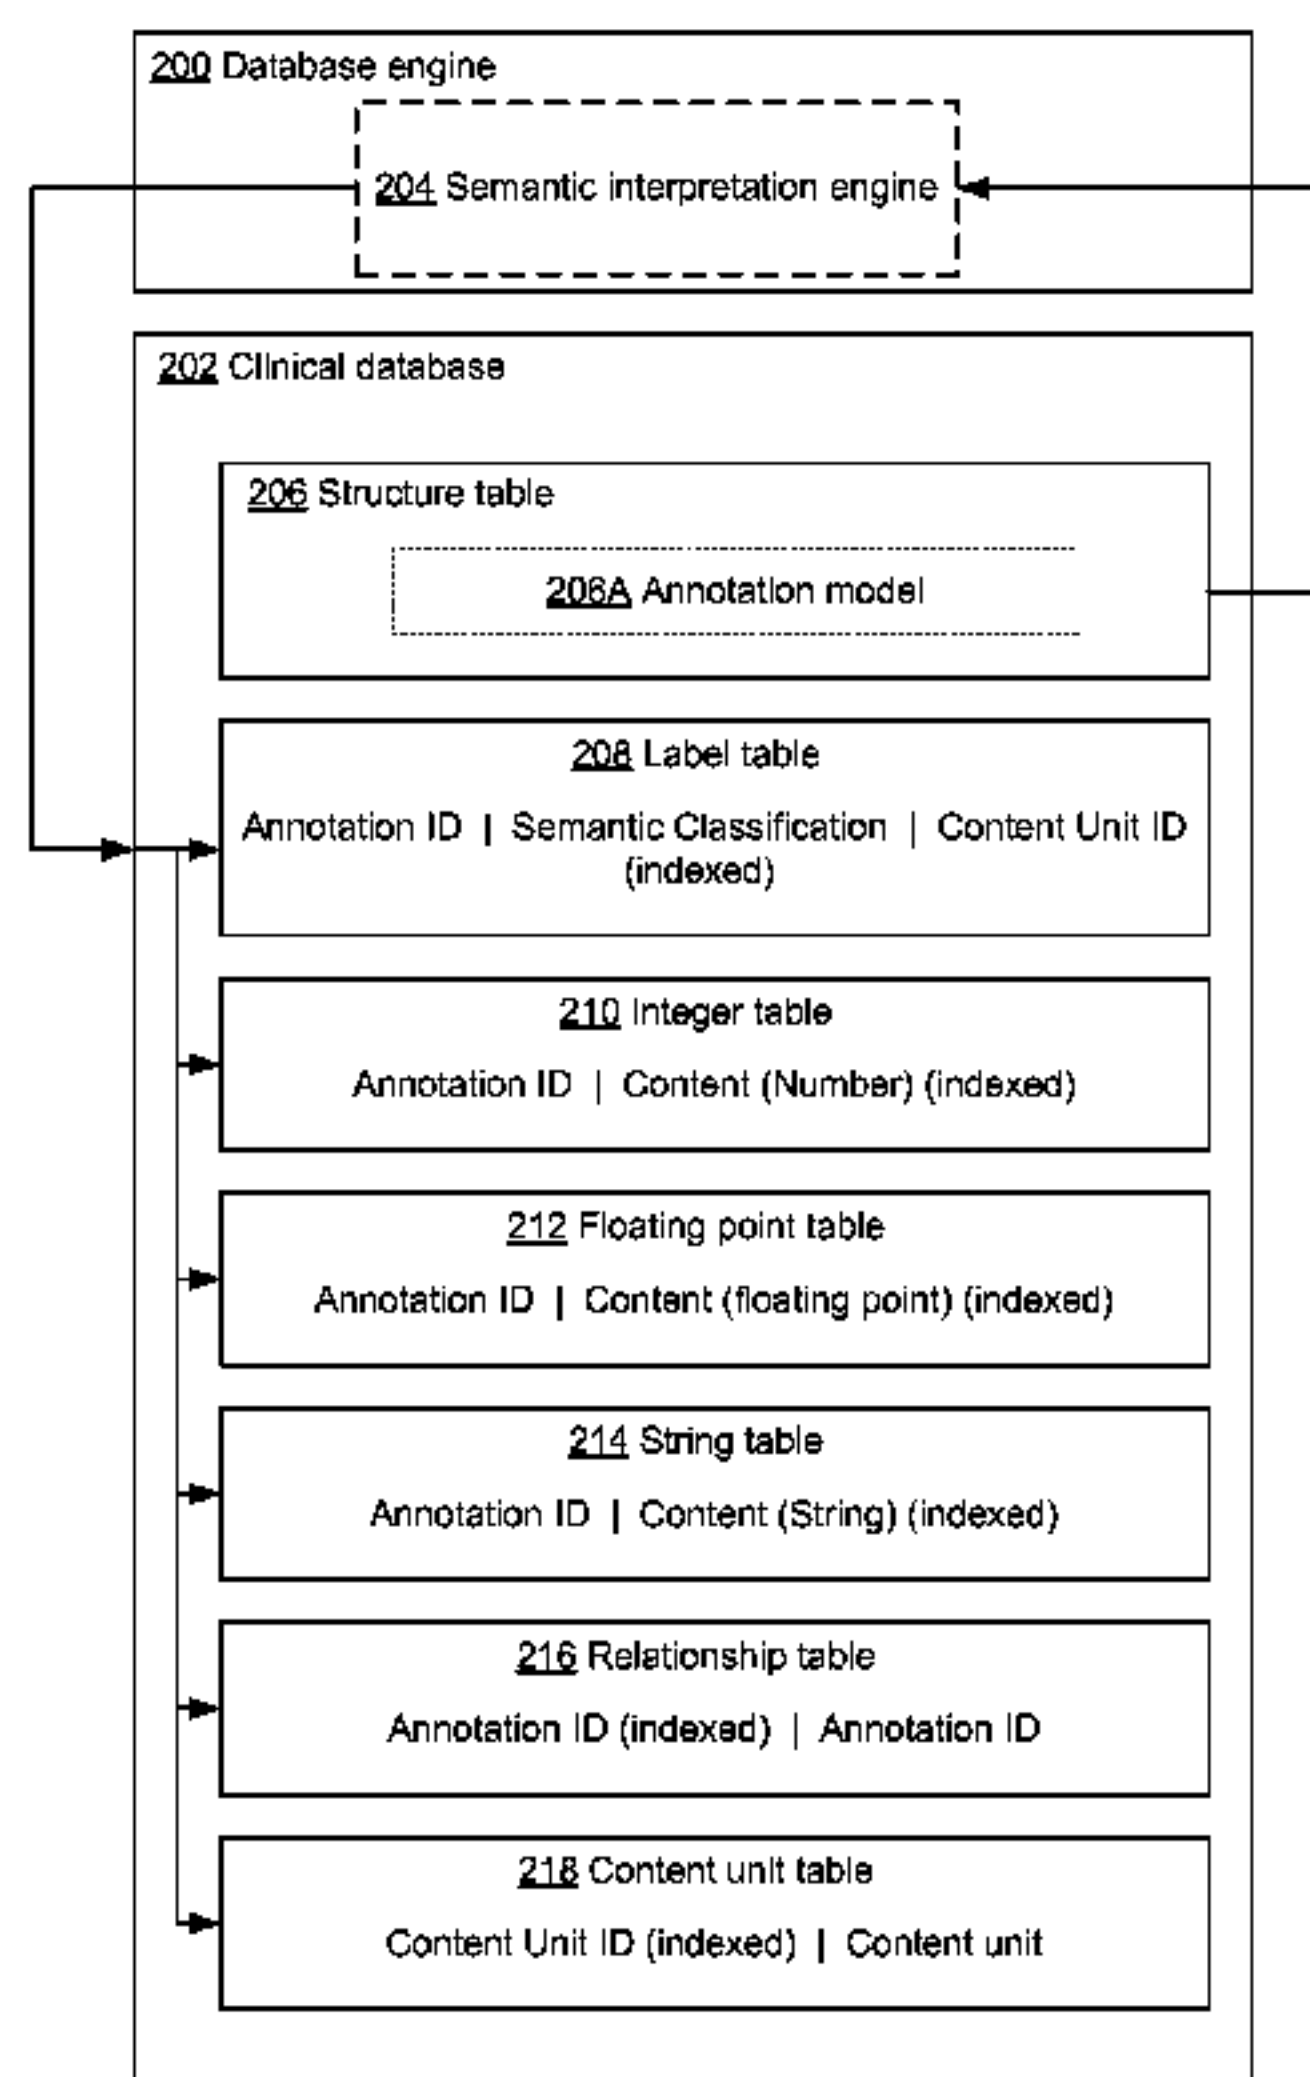 200 Database engine
204 Semantic interpretation engine
202 Clinical database
206 Structure table
206A Annotation model
208 Label table
Annotation ID | Semantic Classification | Content Unit ID
(indexed)
210 Integer table
Annotation ID | Content (Number) (indexed)
212 Floating point table
Annotation ID | Content (floating point) (indexed)
214 String table
Annotation ID | Content (String) (indexed)
216 Relationship table
Annotation ID (indexed) | Annotation ID
218 Content unit table
Content Unit ID (indexed) | Content unit